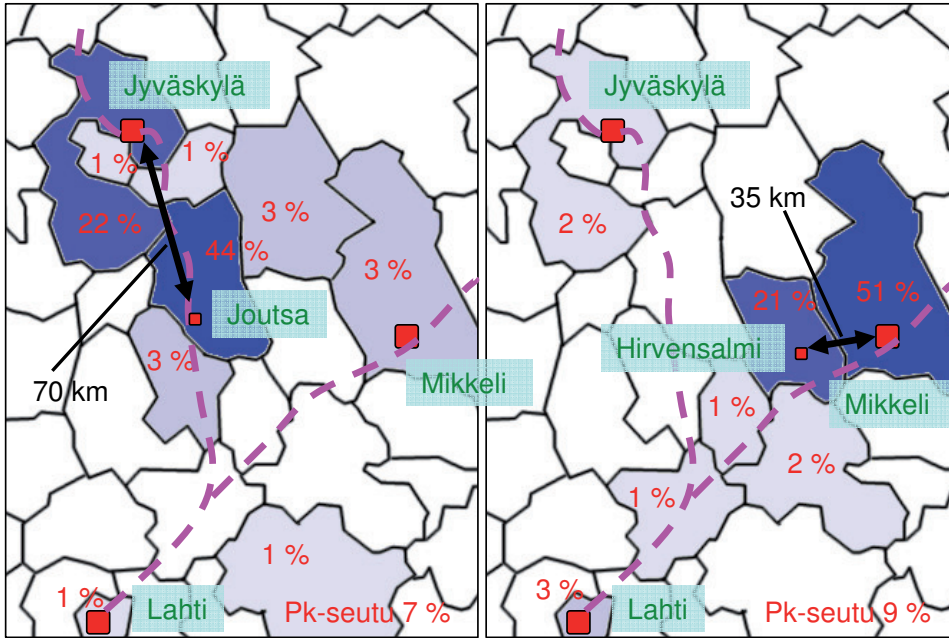 Jyväskylä
1 %
1 %
22 %
44 %
3 %
3 %
Joutsa
3 %
70 km
Mikkeli
1 %
1 %
Lahti
Pk-seutu 7 %
Jyväskylä
35 km
2 %
21 %
51 %
Hirvensalmi
Mikkeli
1 %
2 %
1 %
3 %
Lahti
Pk-seutu 9 %